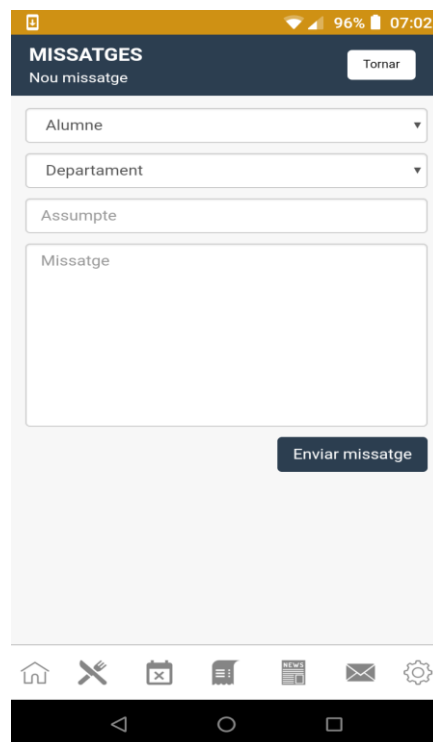 96% 07:02
MISSATGES
Nou missatge
Tornar
Alumne
Departament
Assumpte
Missatge
Enviar missatge
NEWS